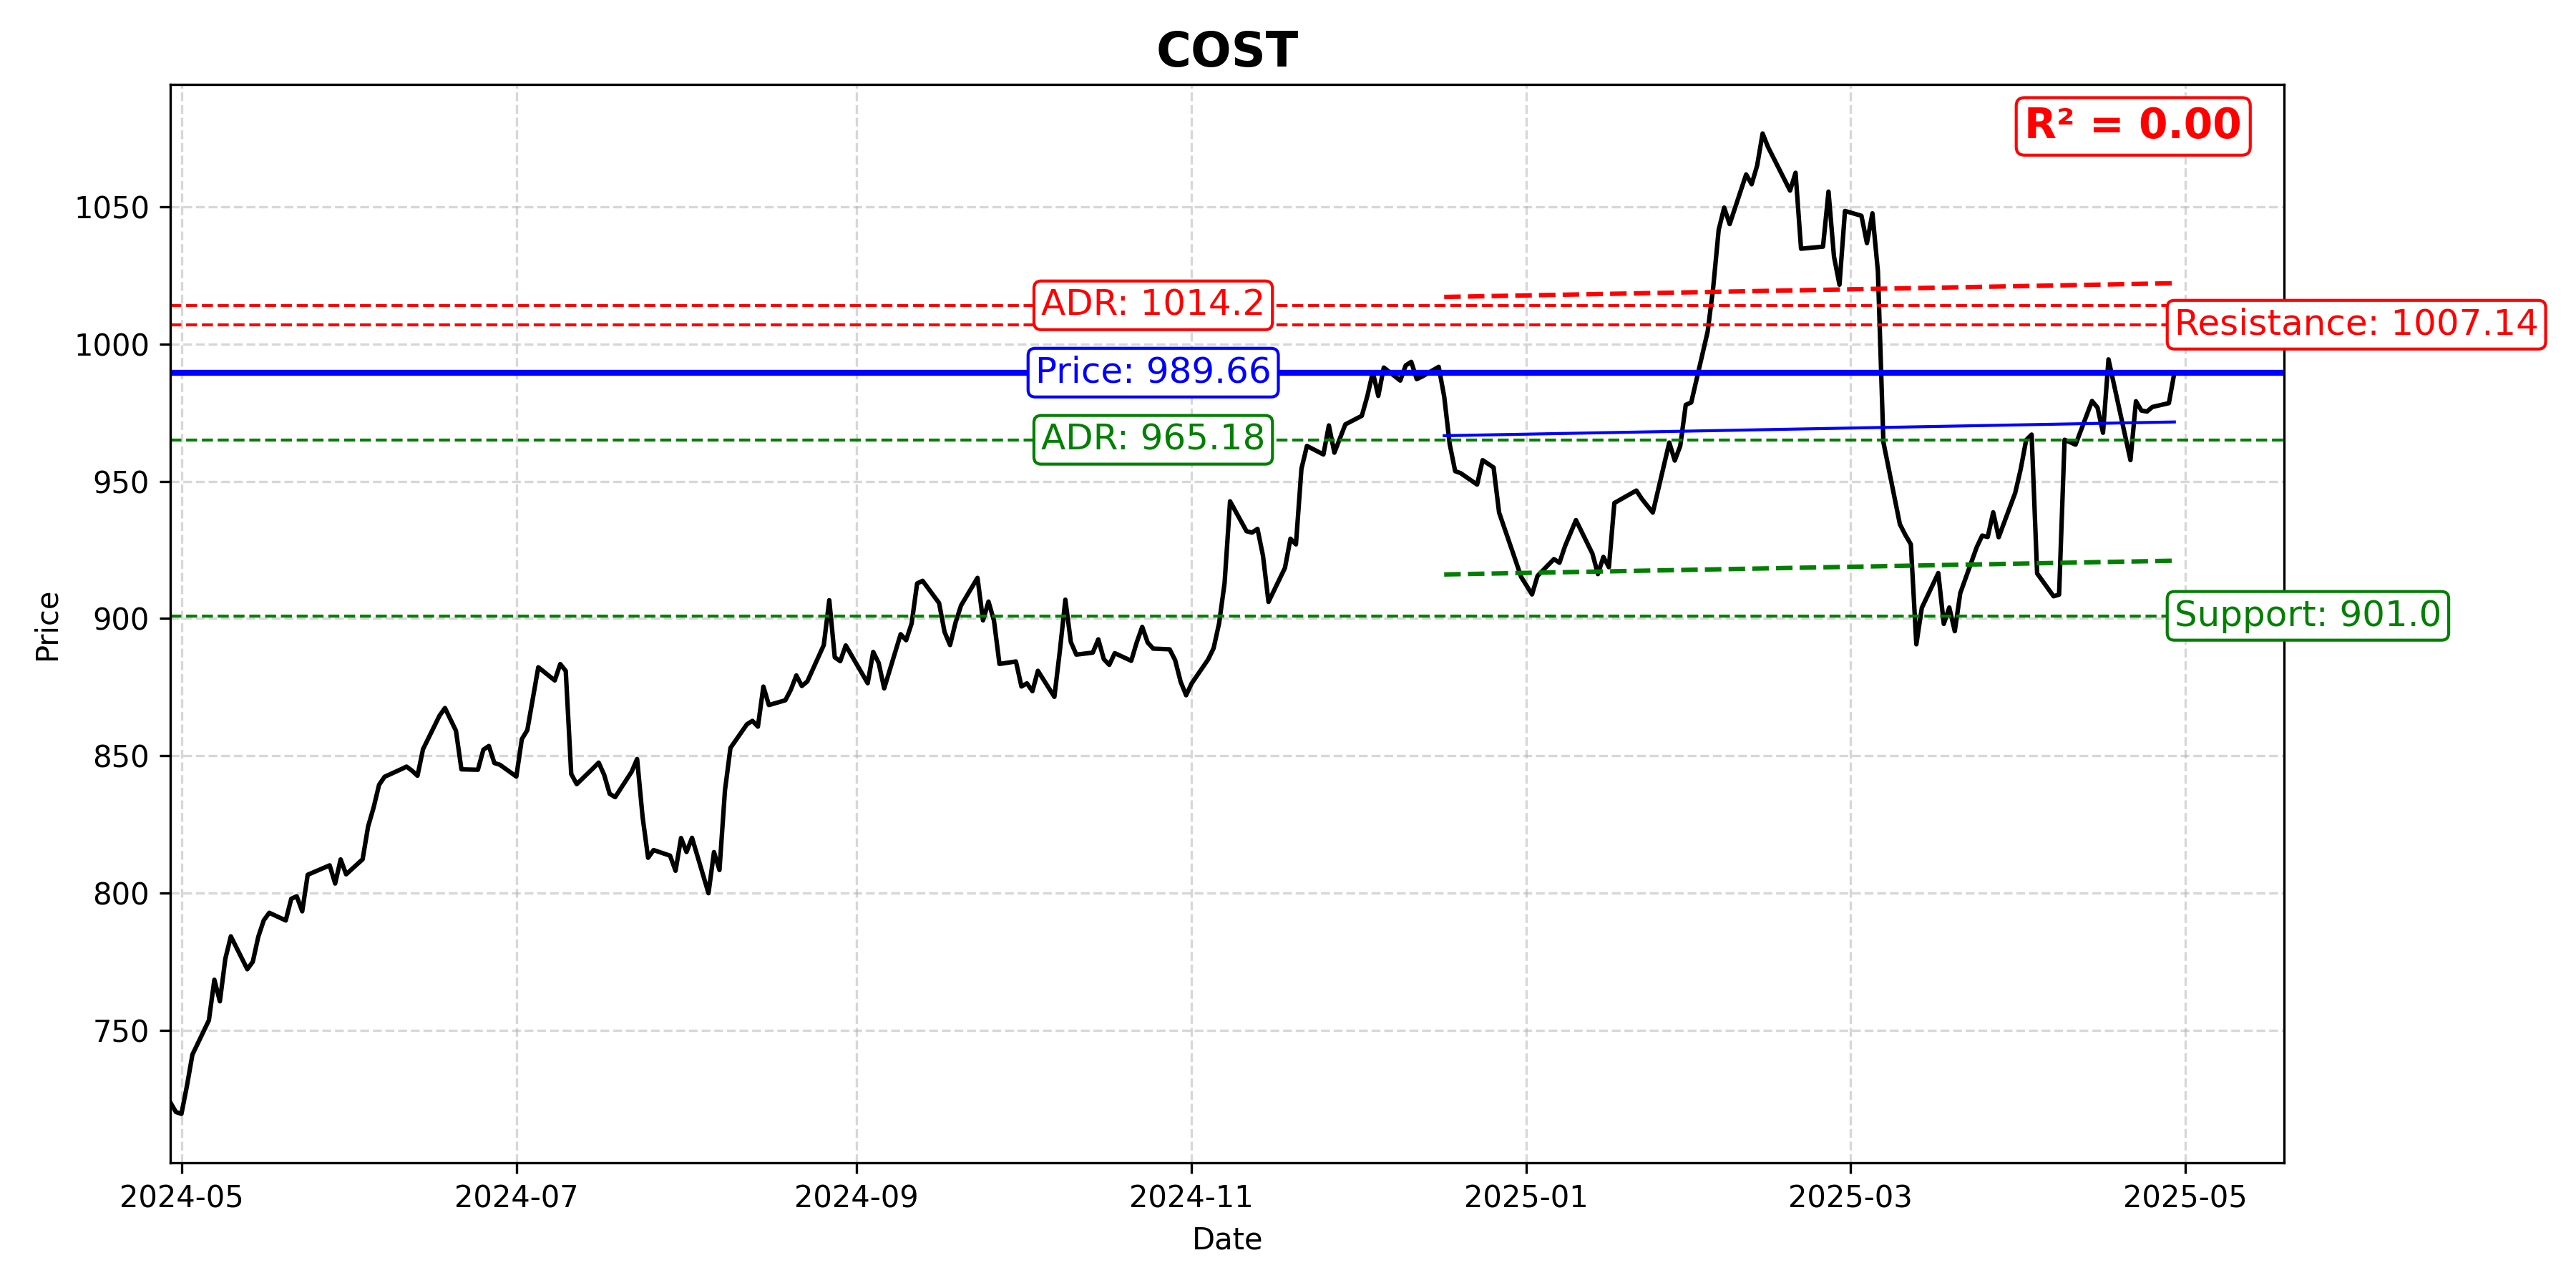 COST
R² = 0.00
1050
ADR: 1014.2
Resistance: 1007.14
1000
Price: 989.66
ADR: 965.18
950
900
Support: 901.0
Price
850
800
750
2024-05
2024-07
2024-09
2024-11
2025-01
2025-03
2025-05
Date